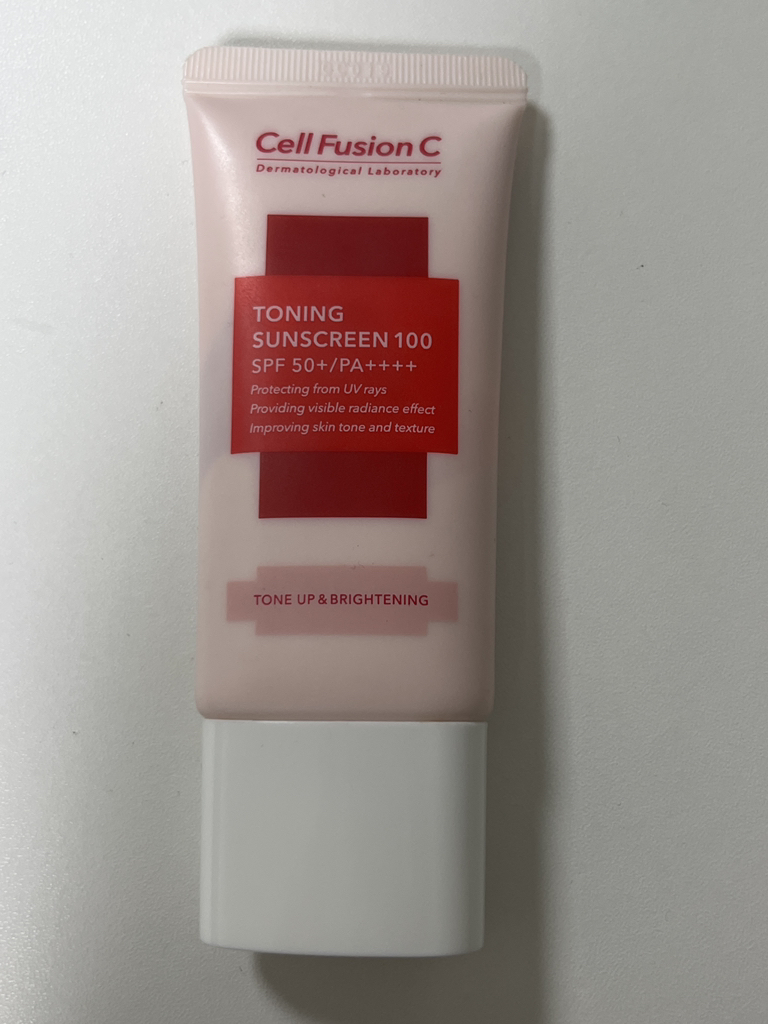 Cell Fusion C
Dermatological Laboratory
TONING
SUNSCREEN 100
SPF 50+/PA++++
Protecting from UV rays
Providing visible radiance effect
Improving skin tone and texture
TONE UP & BRIGHTENING